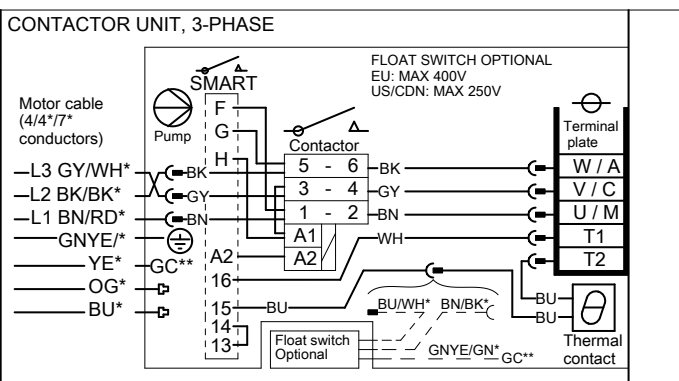 CONTACTOR UNIT, 3-PHASE
FLOAT SWITCH OPTIONAL
EU: MAX 400V
US/CDN: MAX 250V
SMART
Motor cable
(4/4*/7*
conductors)
Pump
F
G
H
Contactor
Terminal
plate
L3 GY/WH*
BK
5 - 6
BK
W / A
L2 BK/BK*
GY
3 - 4
GY
V / C
L1 BN/RD*
BN
1 - 2
BN
U / M
GNYE/*
A1
WH
T1
YE*
GC**
A2
A2
T2
OG*
16
BU*
15
BU
BU/WH*
BN/BK*
BU
BU
14
13
Float switch
Optional
GNYE/GN*
GC**
Thermal
contact